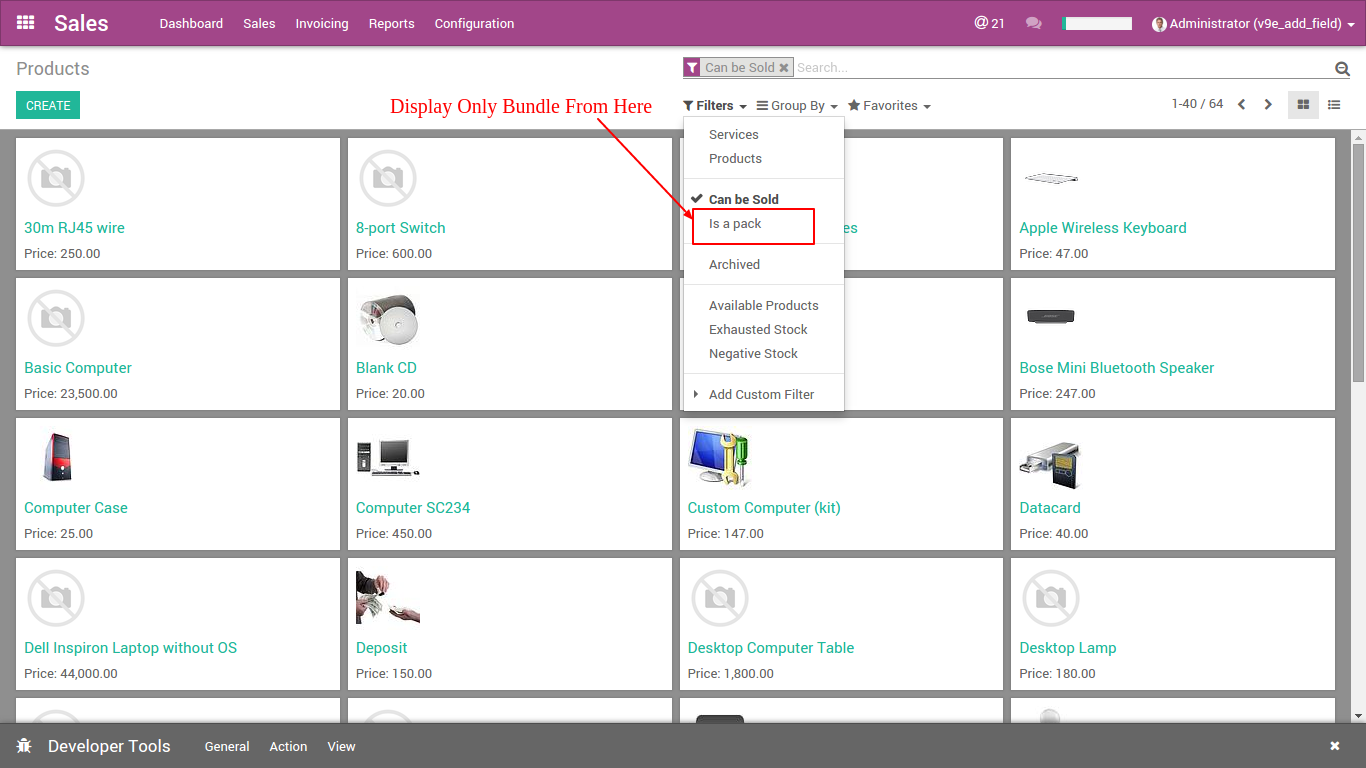 Sales Dashboard Sales Invoicing Reports Configuration @ 21 Administrator (v9e_add_field)
Products Can be Sold Search...
CREATE Display Only Bundle From Here Filters Group By Favorites 1-40 / 64
Services
Products
Can be Sold
Is a pack
Archived
Available Products
Exhausted Stock
Negative Stock
Add Custom Filter
30m RJ45 wire 8-port Switch es Apple Wireless Keyboard
Price: 250.00 Price: 600.00 Price: 47.00
Basic Computer Blank CD Bose Mini Bluetooth Speaker
Price: 23,500.00 Price: 20.00 Price: 247.00
Computer Case Computer SC234 Custom Computer (kit) Datacard
Price: 25.00 Price: 450.00 Price: 147.00 Price: 40.00
Dell Inspiron Laptop without OS Deposit Desktop Computer Table Desktop Lamp
Price: 44,000.00 Price: 150.00 Price: 1,800.00 Price: 180.00
Developer Tools General Action View